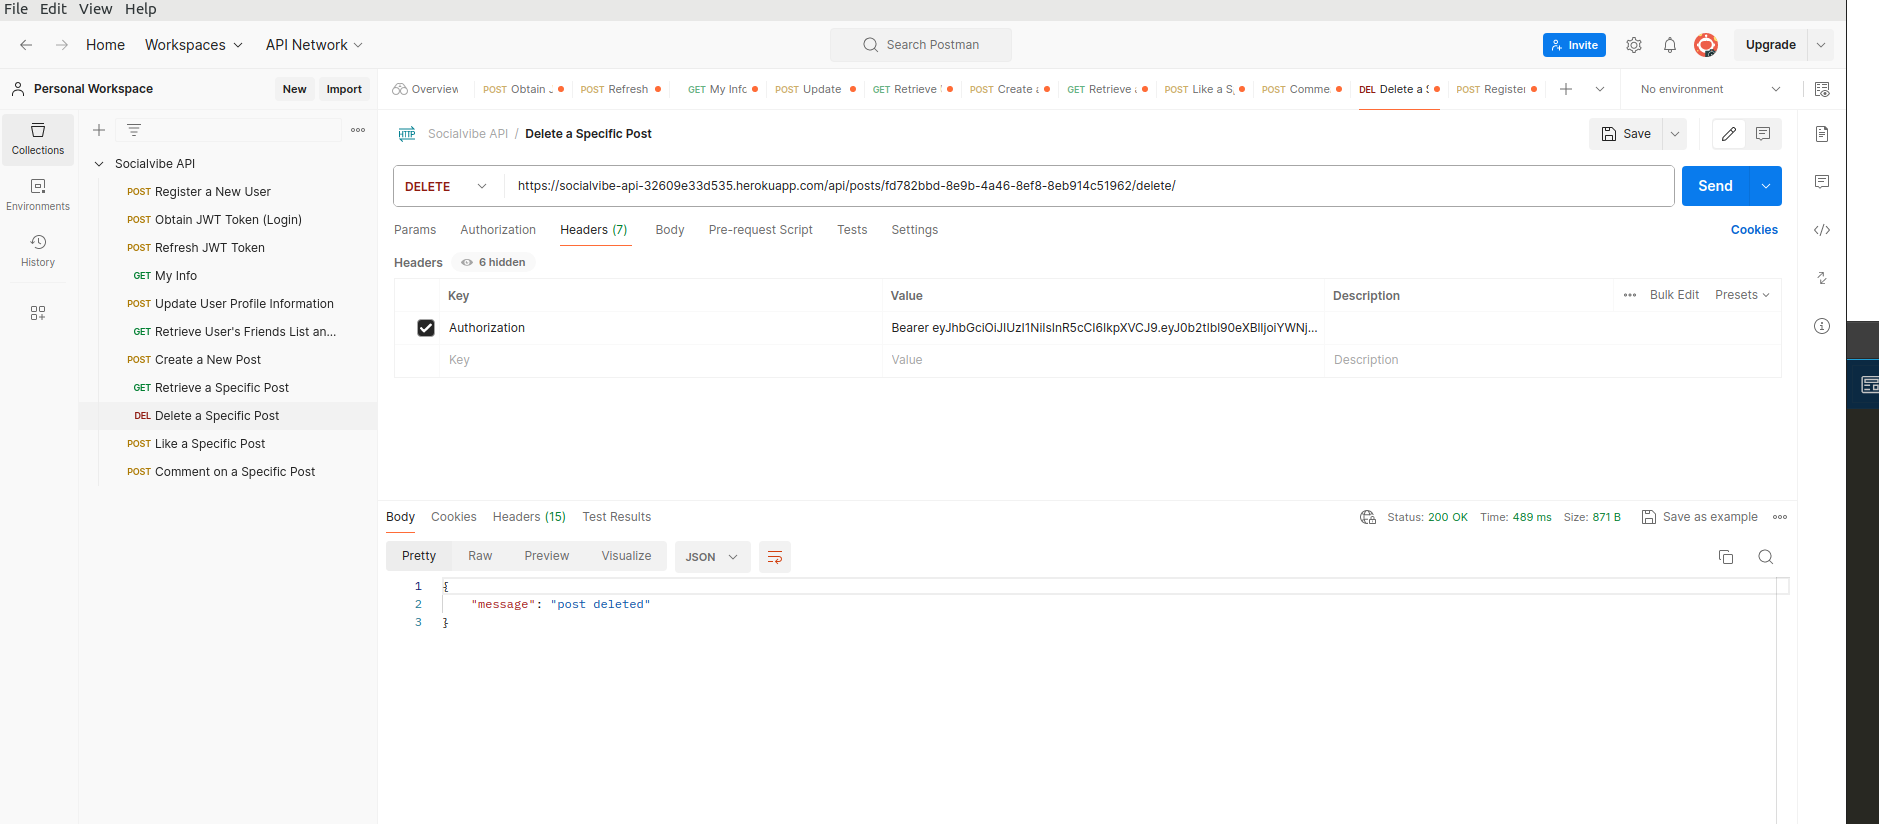 File Edit View Help
Home Workspaces API Network Search Postman Invite Upgrade
Personal Workspace New Import
Overview POST Obtain POST Refresh GET My Info POST Update GET Retrieve POST Create GET Retrieve POST Like a S POST Comme DEL Delete a S POST Register No environment
Collections
Environments
History
Socialvibe API
POST Register a New User
POST Obtain JWT Token (Login)
POST Refresh JWT Token
GET My Info
POST Update User Profile Information
GET Retrieve User's Friends List an...
POST Create a New Post
GET Retrieve a Specific Post
DEL Delete a Specific Post
POST Like a Specific Post
POST Comment on a Specific Post
HTTP Socialvibe API / Delete a Specific Post Save
DELETE https://socialvibe-api-32609e33d535.herokuapp.com/api/posts/fd782bbd-8e9b-4a46-8ef8-8eb914c51962/delete/ Send
Params Authorization Headers (7) Body Pre-request Script Tests Settings Cookies
Headers 6 hidden
Key Value Description Bulk Edit Presets
Authorization Bearer
Key Value Description
Body Cookies Headers (15) Test Results Status: 200 OK Time: 489 ms Size: 871 B Save as example
Pretty Raw Preview Visualize JSON
1 {
2 "message": "post deleted"
3 }